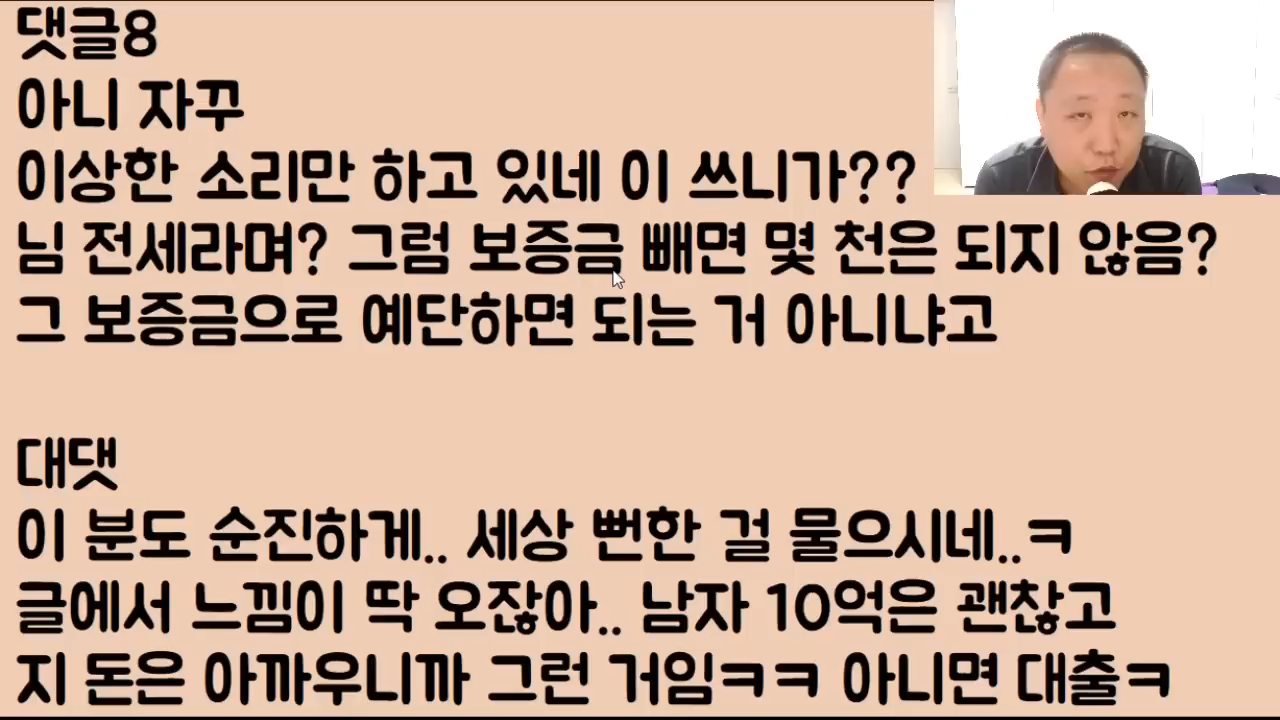 댓글8
아니 자꾸
이상한 소리만 하고 있네 이 쓰니가??
님 전세라며? 그럼 보증금 빼면 몇 천은 되지 않음?
그 보증금으로 예단하면 되는 거 아니냐고
대댓
이 분도 순진하게.. 세상 뻔한 걸 물으시네..ㅋ
글에서 느낌이 딱 오잖아.. 남자 10억은 괜찮고
지 돈은 아까우니까 그런 거임ㅋㅋ 아니면 대출ㅋ